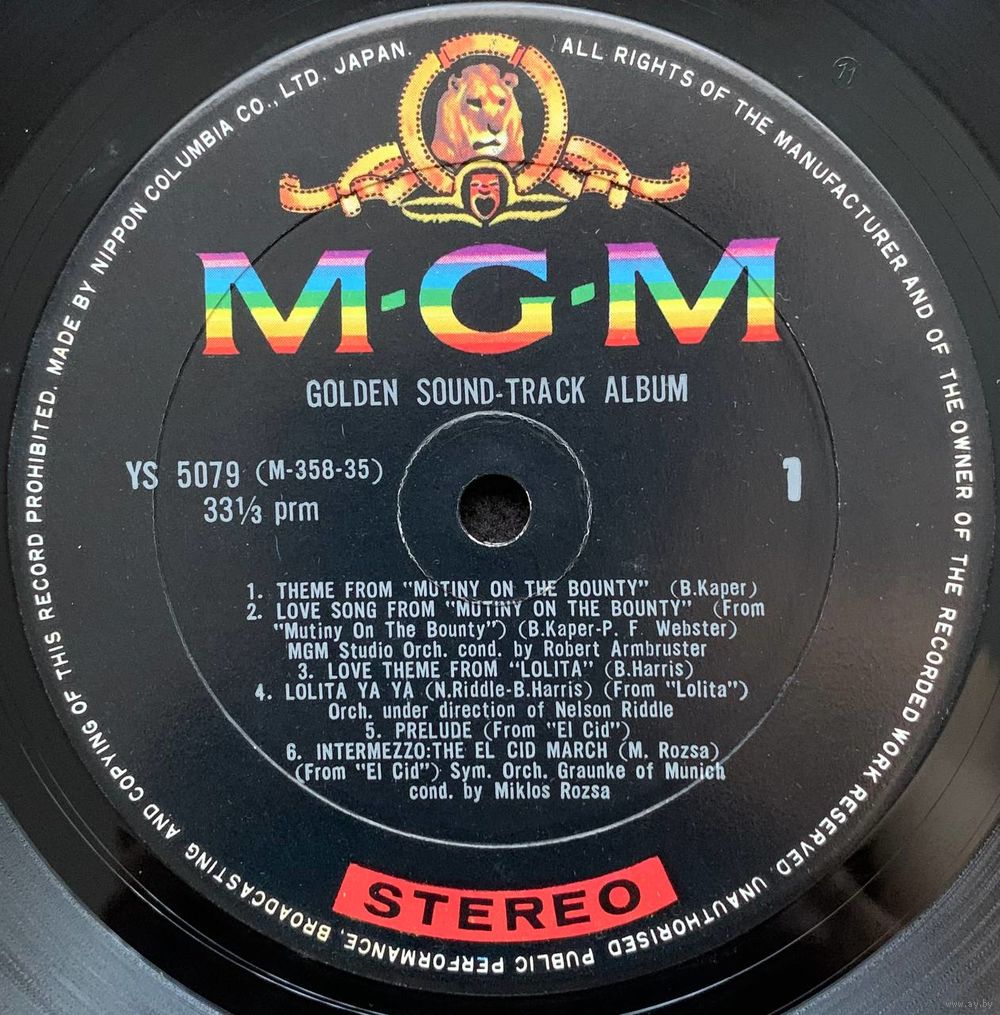 ALL RIGHTS OF THE MANUFACTURER AND OF THE OWNER OF THE RECORDED WORK RESERVED. UNAUTHORISED PUBLIC PERFORMANCE, BROADCASTING AND COPYING OF THIS RECORD PROHIBITED. MADE BY NIPPON COLUMBIA CO., LTD. JAPAN.
M·G·M
GOLDEN SOUND-TRACK ALBUM
YS 5079 (M-358-35)
33⅓ prm
1
1. THEME FROM "MUTINY ON THE BOUNTY" (B.Kaper)
2. LOVE SONG FROM "MUTINY ON THE BOUNTY" (From
"Mutiny On The Bounty") (B.Kaper-P. F. Webster)
MGM Studio Orch. cond. by Robert Armbruster
3. LOVE THEME FROM "LOLITA" (B.Harris)
4. LOLITA YA YA (N.Riddle-B.Harris) (From "Lolita")
Orch. under direction of Nelson Riddle
5. PRELUDE (From "El Cid")
6. INTERMEZZO:THE EL CID MARCH (M. Rozsa)
(From "El Cid") Sym. Orch. Graunke of Munich
cond. by Miklos Rozsa
STEREO
www.ay.by